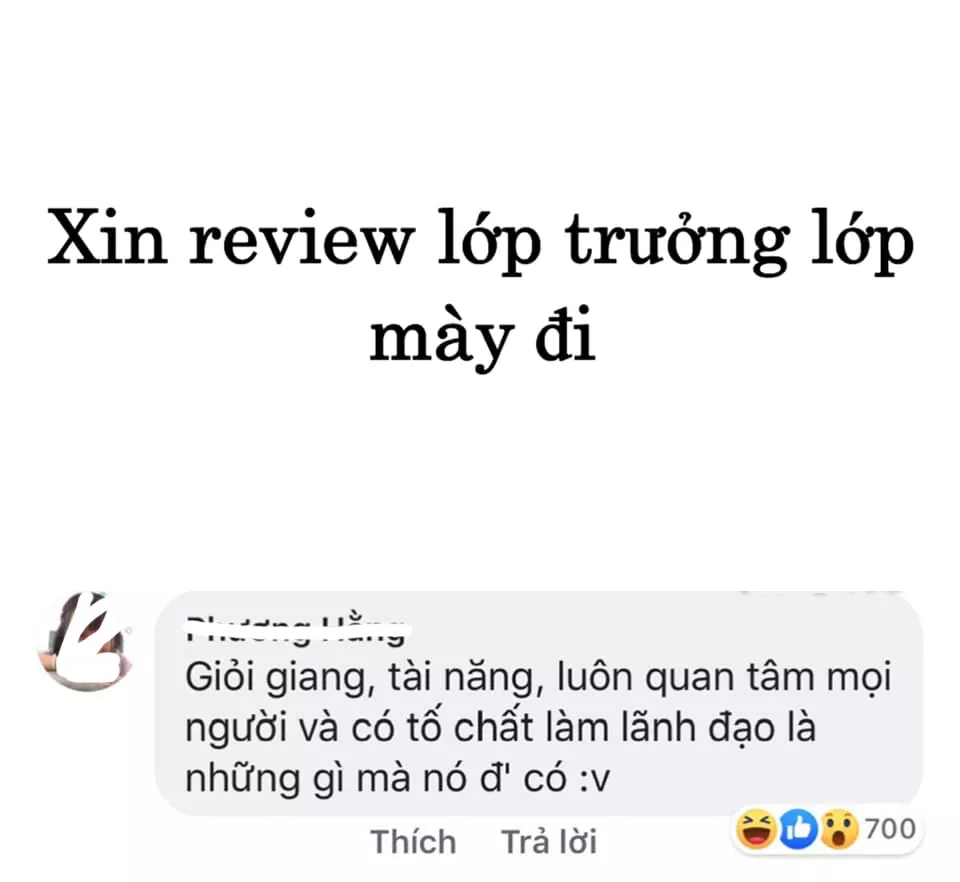 Xin review lớp trưởng lớp
mày đi
Giỏi giang, tài năng, luôn quan tâm mọi
người và có tố chất làm lãnh đạo là
những gì mà nó đ' có :v
Thích Trả lời
700